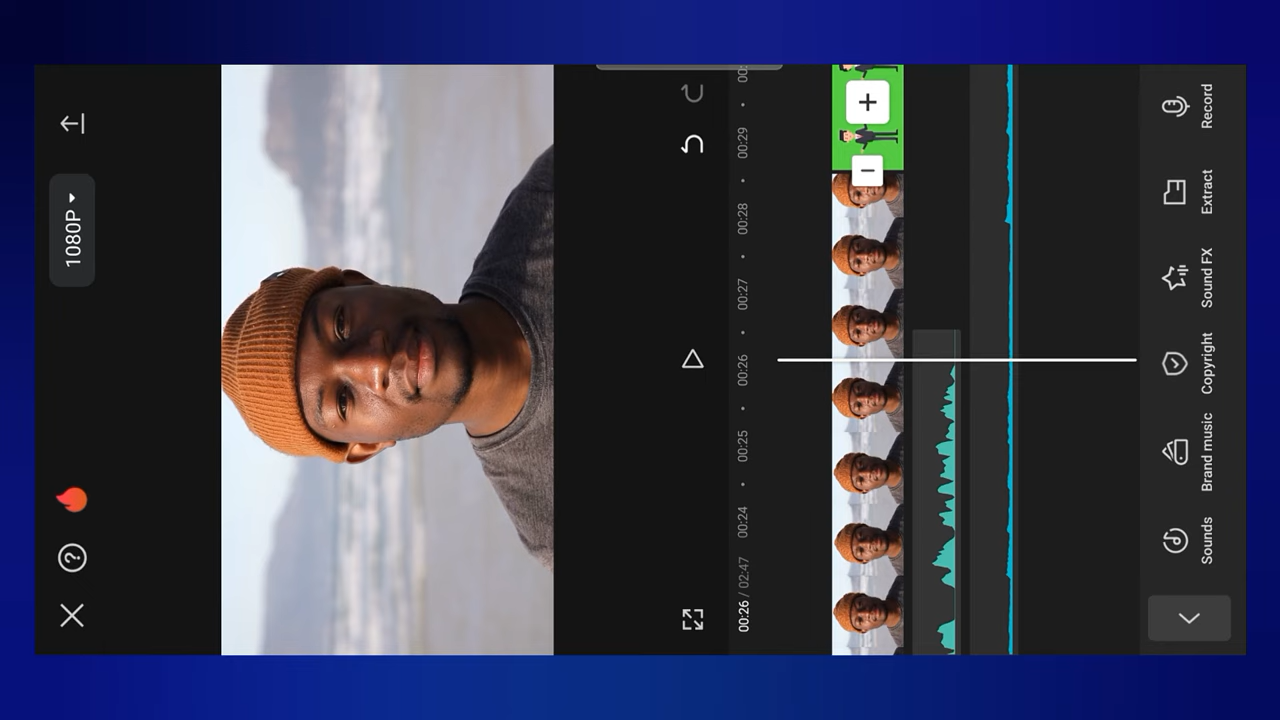 1080P
00:26 / 02:47
00:24
00:25
00:26
00:27
00:28
00:29
Sounds
Brand music
Copyright
Sound FX
Extract
Record